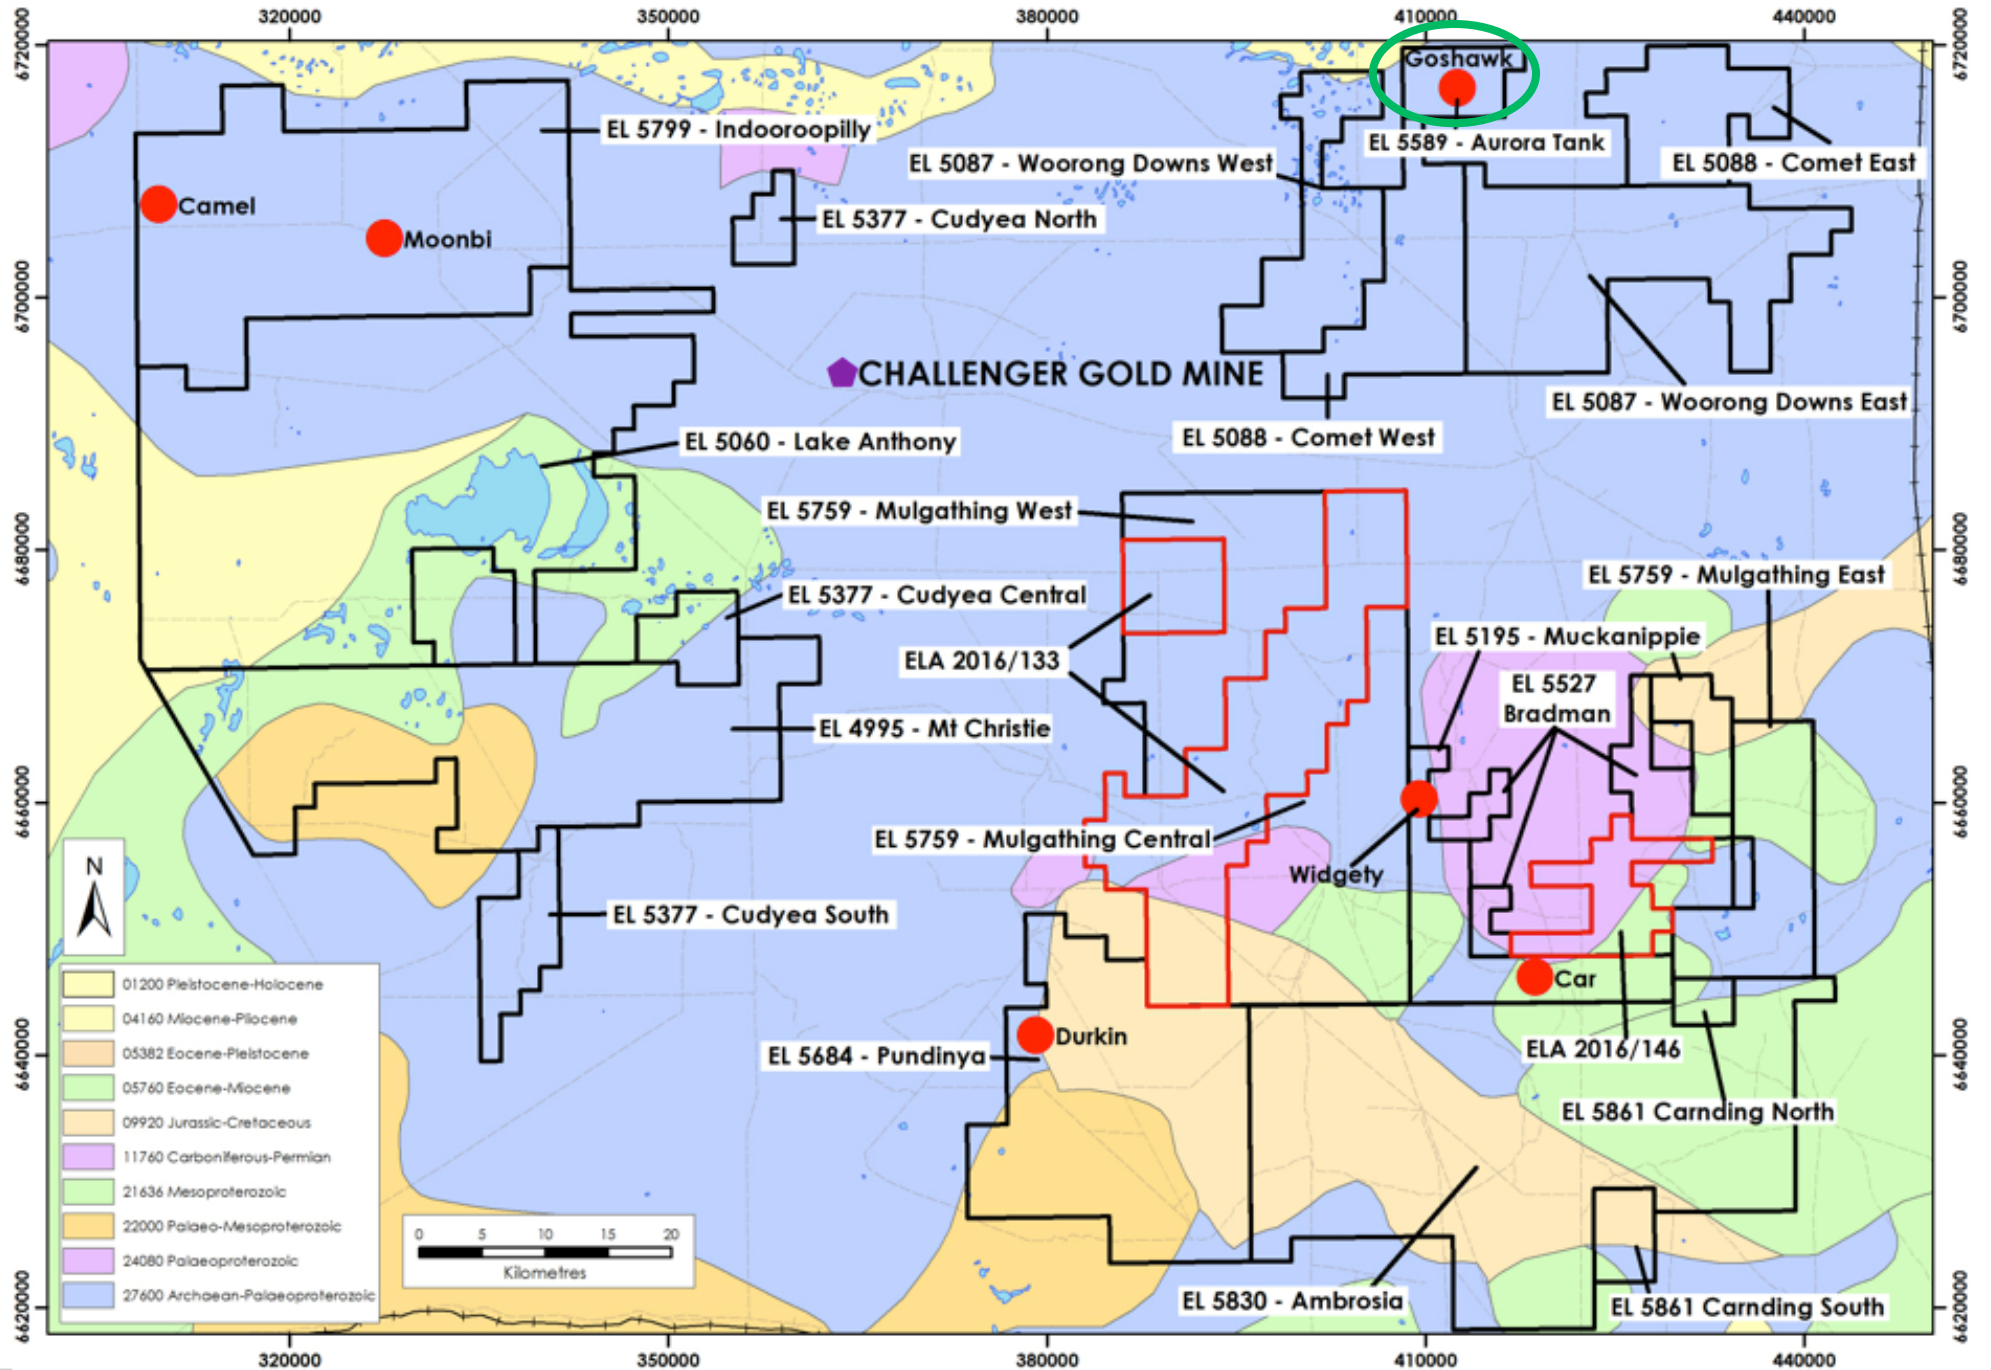 320000
350000
380000
410000
440000
6720000
6720000
Goshawk
EL 5799 - Indooroopilly
EL 5589 - Aurora Tank
EL 5087 - Woorong Downs West
EL 5088 - Comet East
Camel
EL 5377 - Cudyea North
Moonbi
6700000
6700000
CHALLENGER GOLD MINE
EL 5087 - Woorong Downs East
EL 5088 - Comet West
EL 5060 - Lake Anthony
EL 5759 - Mulgathing West
6680000
6680000
EL 5759 - Mulgathing East
EL 5377 - Cudyea Central
EL 5195 - Muckanippie
ELA 2016/133
EL 5527
Bradman
EL 4995 - Mt Christie
6660000
6660000
EL 5759 - Mulgathing Central
Widgety
N
EL 5377 - Cudyea South
Car
01200 Pleistocene-Holocene
04160 Miocene-Pliocene
05382 Eocene-Pleistocene
05760 Eocene-Miocene
09920 Jurassic-Cretaceous
11760 Carboniferous-Permian
21636 Mesoproterozoic
22000 Palaeo-Mesoproterozoic
24080 Palaeoproterozoic
27600 Archaean-Palaeoproterozoic
Durkin
ELA 2016/146
EL 5684 - Pundinya
6640000
6640000
EL 5861 Carnding North
0 5 10 15 20
Kilometres
EL 5830 - Ambrosia
EL 5861 Carnding South
6620000
6620000
320000
350000
380000
410000
440000